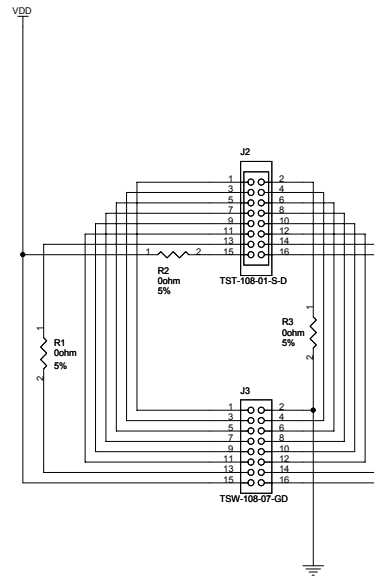 VDD
J2
1 2
3 4
5 6
7 8
9 10
11 12
13 14
15 16
TST-108-01-S-D
1 2
R2
0ohm
5%
1
R1
0ohm
5%
2
1
R3
0ohm
5%
2
J3
1 2
3 4
5 6
7 8
9 10
11 12
13 14
15 16
TSW-108-07-GD